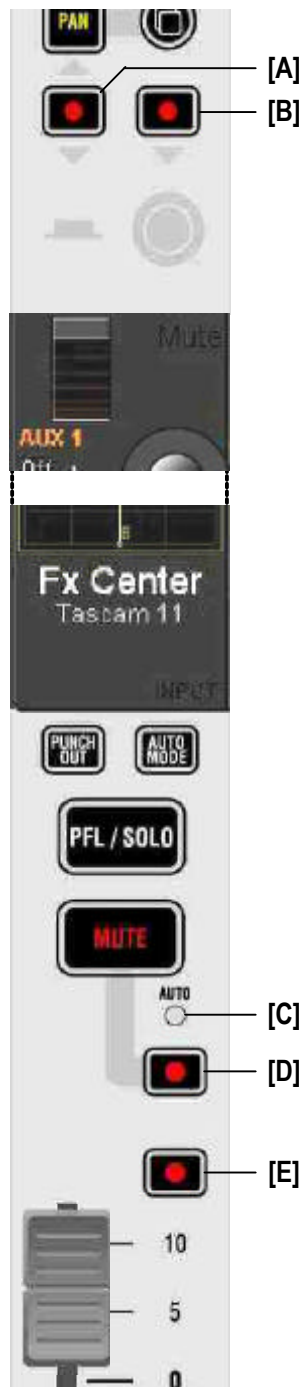 PAN
[A]
[B]
Mute
AUX 1
Off
Fx Center
Tascam 11
INPUT
PUNCH OUT
AUTO MODE
PFL / SOLO
MUTE
AUTO
[C]
[D]
[E]
10
5
0